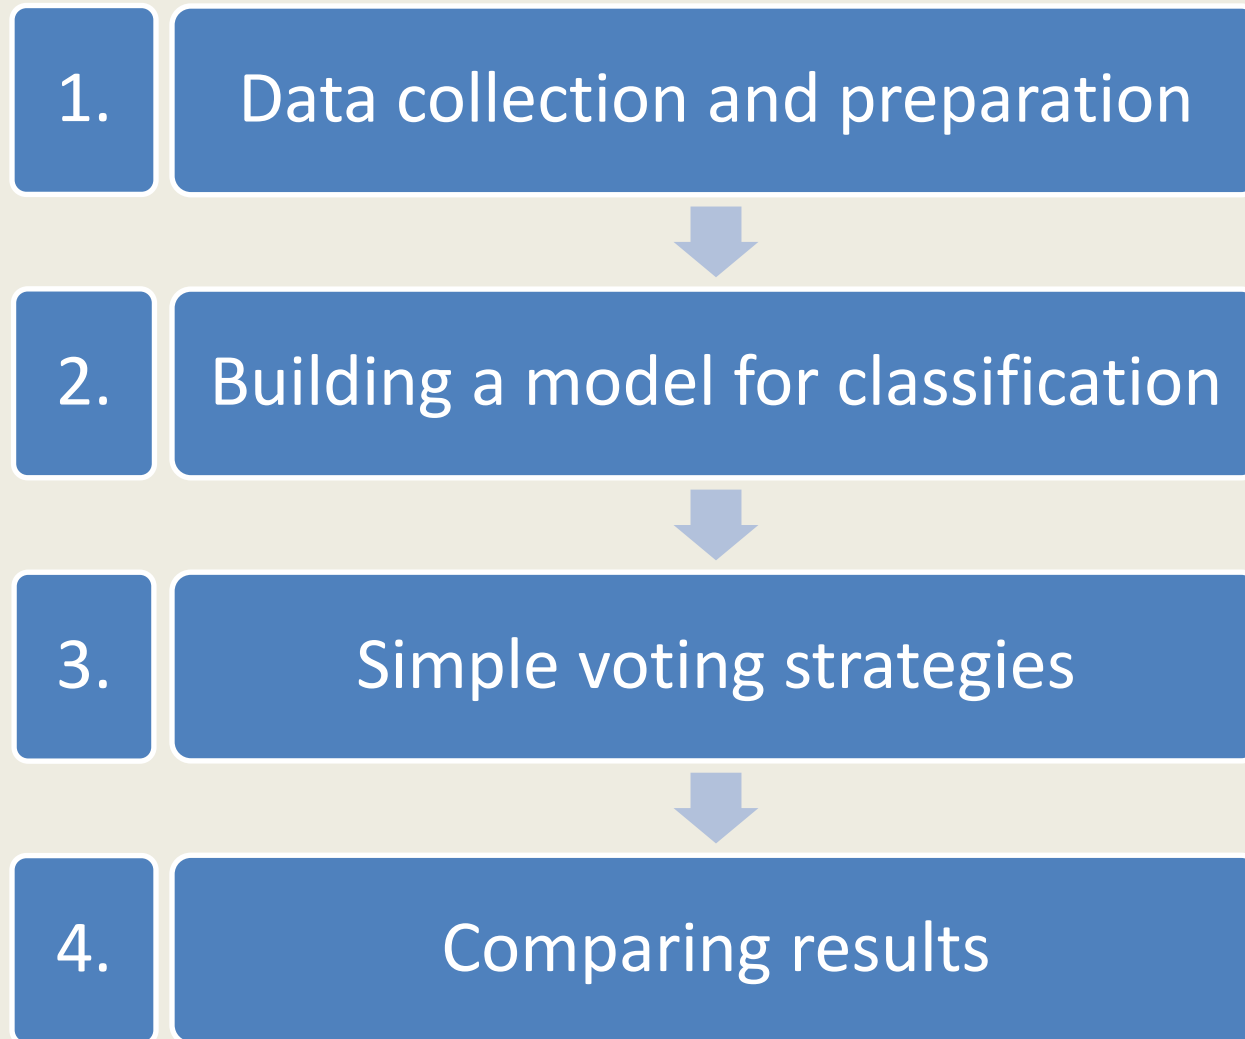 1. Data collection and preparation
2. Building a model for classification
3. Simple voting strategies
4. Comparing results